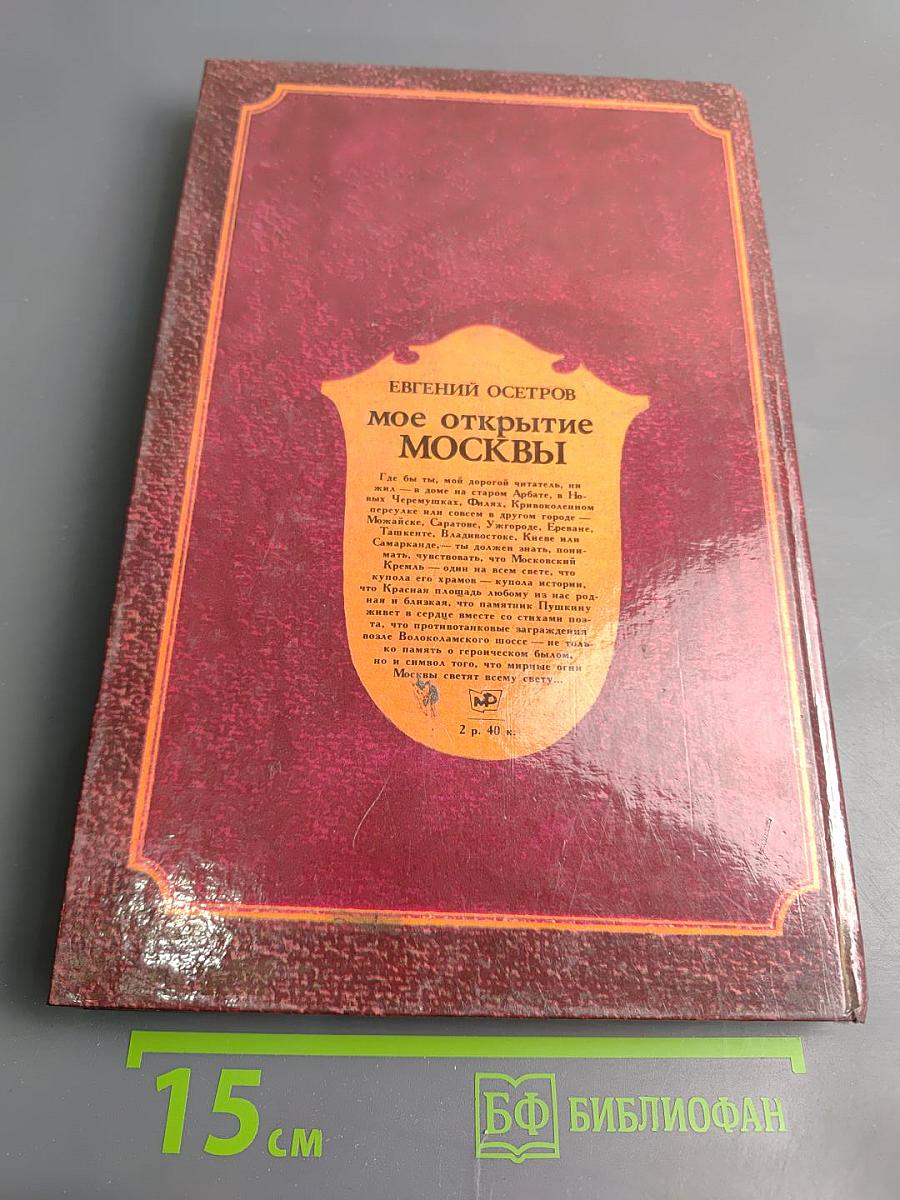 ЕВГЕНИЙ ОСЕТРОВ
мое открытие
МОСКВЫ
Где бы ты, мой дорогой читатель, ни
жил — в доме на старом Арбате, в Но-
вых Черемушках, Филях, Кривоколенном
переулке или совсем в другом городе —
Можайске, Саратове, Ужгороде, Ереване,
Ташкенте, Владивостоке, Киеве или
Самарканде, — ты должен знать, пони-
мать, чувствовать, что Московский
Кремль — один на всем свете, что
купола его храмов — купола истории,
что Красная площадь любому из нас род-
ная и близкая, что памятник Пушкину
живет в сердце вместе со стихами поэ-
та, что противотанковые заграждения
возле Волоколамского шоссе — не толь-
ко память о героическом былом,
но и символ того, что мирные огни
Москвы светят всему свету...
МР
2 р. 40 к.
15 см
БФ БИБЛИОФАН